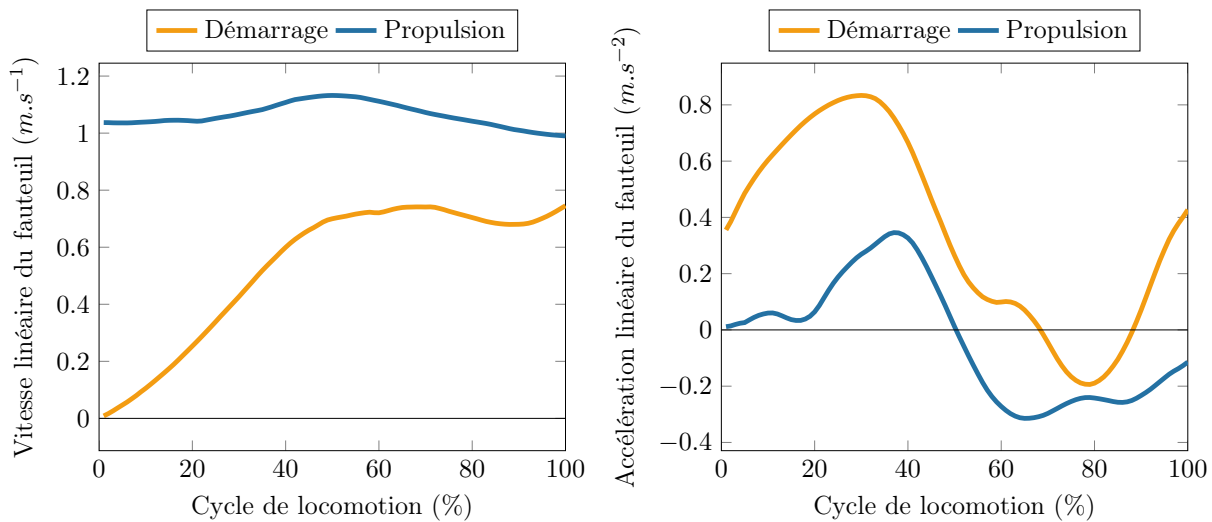 Démarrage Propulsion
Vitesse linéaire du fauteuil (m.s−1)
1.2
1
0.8
0.6
0.4
0.2
0
0 20 40 60 80 100
Cycle de locomotion (%)
Démarrage Propulsion
Accélération linéaire du fauteuil (m.s−2)
0.8
0.6
0.4
0.2
0
−0.2
−0.4
0 20 40 60 80 100
Cycle de locomotion (%)